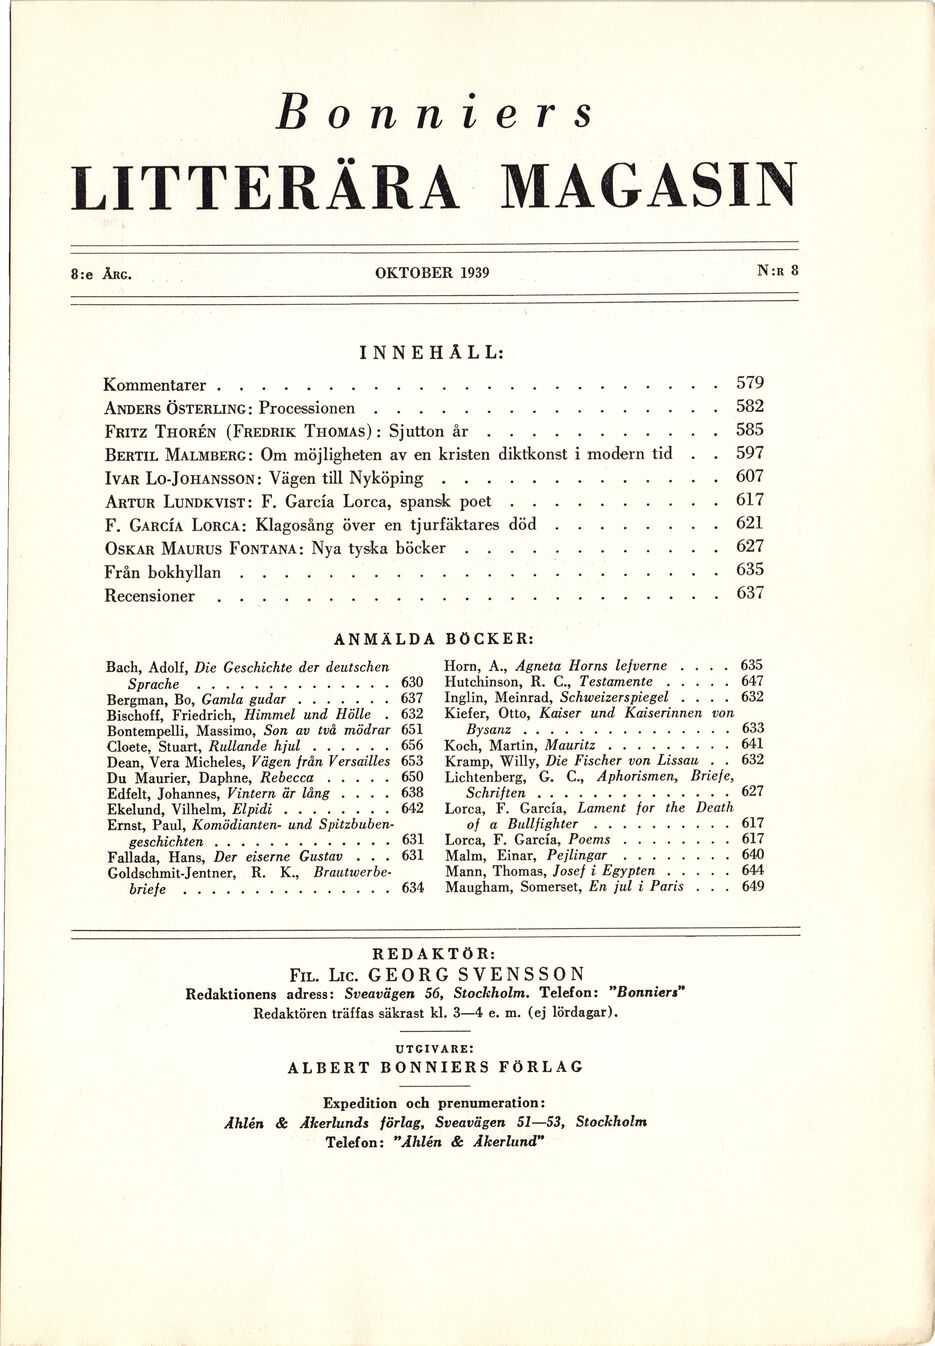 Bonniers
LITTERÄRA MAGASIN
8:e ÅRG. OKTOBER 1939 N:R 8
INNEHÅLL:
Kommentarer . . . . . . . . . . . . . . . . . . . . . . . . . . . 579
ANDERS ÖSTERLING: Processionen . . . . . . . . . . . . . . . . . . . 582
FRITZ THORÉN (FREDRIK THOMAS): Sjutton år . . . . . . . . . . . . . 585
BERTIL MALMBERG: Om möjligheten av en kristen diktkonst i modern tid . . 597
IVAR LO-JOHANSSON: Vägen till Nyköping . . . . . . . . . . . . . . . 607
ARTUR LUNDKVIST: F. García Lorca, spansk poet . . . . . . . . . . . . 617
F. GARCÍA LORCA: Klagosång över en tjurfäktares död . . . . . . . . . 621
OSKAR MAURUS FONTANA: Nya tyska böcker . . . . . . . . . . . . . . 627
Från bokhyllan . . . . . . . . . . . . . . . . . . . . . . . . . . 635
Recensioner . . . . . . . . . . . . . . . . . . . . . . . . . . . 637
ANMÄLDA BÖCKER:
Bach, Adolf, Die Geschichte der deutschen
Sprache . . . . . . . . . . . . . . 630
Bergman, Bo, Gamla gudar . . . . . . . 637
Bischoff, Friedrich, Himmel und Hölle . 632
Bontempelli, Massimo, Son av två mödrar 651
Cloete, Stuart, Rullande hjul . . . . . . 656
Dean, Vera Micheles, Vägen från Versailles 653
Du Maurier, Daphne, Rebecca . . . . . 650
Edfelt, Johannes, Vintern är lång . . . . 638
Ekelund, Vilhelm, Elpidi . . . . . . . . 642
Ernst, Paul, Komödianten- und Spitzbuben-
geschichten . . . . . . . . . . . . . 631
Fallada, Hans, Der eiserne Gustav . . . 631
Goldschmit-Jentner, R. K., Brautwerbe-
briefe . . . . . . . . . . . . . . . 634
Horn, A., Agneta Horns lefverne . . . . 635
Hutchinson, R. C., Testamente . . . . . 647
Inglin, Meinrad, Schweizerspiegel . . . . 632
Kiefer, Otto, Kaiser und Kaiserinnen von
Bysanz . . . . . . . . . . . . . . . 633
Koch, Martin, Mauritz . . . . . . . . . 641
Kramp, Willy, Die Fischer von Lissau . . 632
Lichtenberg, G. C., Aphorismen, Briefe,
Schriften . . . . . . . . . . . . . . 627
Lorca, F. García, Lament for the Death
of a Bullfighter . . . . . . . . . . 617
Lorca, F. García, Poems . . . . . . . . 617
Malm, Einar, Pejlingar . . . . . . . . 640
Mann, Thomas, Josef i Egypten . . . . . 644
Maugham, Somerset, En jul i Paris . . . 649
REDAKTÖR:
FIL. LIC. GEORG SVENSSON
Redaktionens adress: Sveavägen 56, Stockholm. Telefon: ”Bonniers”
Redaktören träffas säkrast kl. 3—4 e. m. (ej lördagar).
UTGIVARE:
ALBERT BONNIERS FÖRLAG
Expedition och prenumeration:
Åhlén & Åkerlunds förlag, Sveavägen 51—53, Stockholm
Telefon: ”Åhlén & Åkerlund”